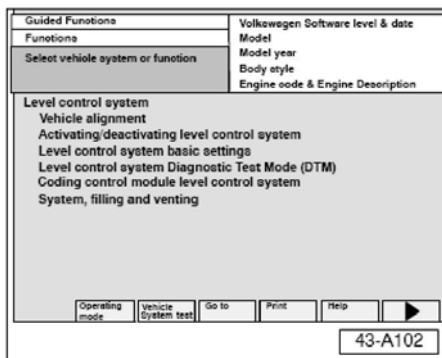 Guided Functions
Functions
Select vehicle system or function
Volkswagen Software level & date
Model
Model year
Body style
Engine code & Engine Description
Level control system
Vehicle alignment
Activating/deactivating level control system
Level control system basic settings
Level control system Diagnostic Test Mode (DTM)
Coding control module level control system
System, filling and venting
Operating mode
Vehicle System test
Go to
Print
Help
43-A102